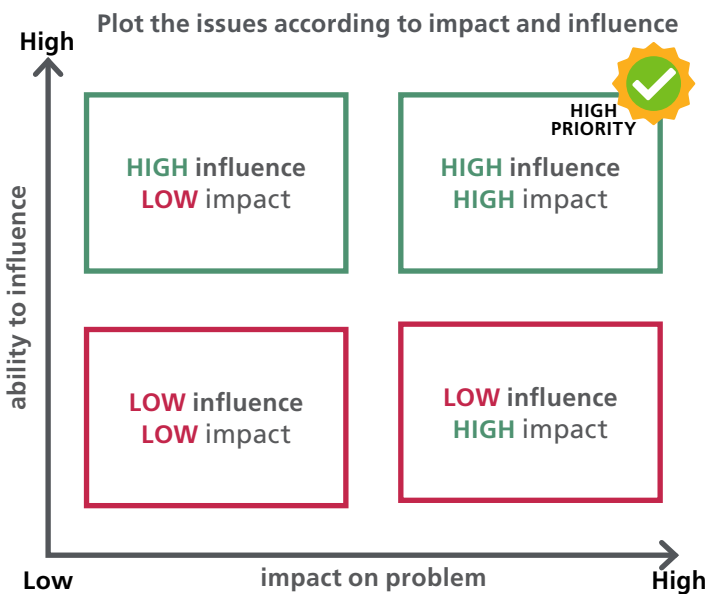 Plot the issues according to impact and influence
High
HIGH
PRIORITY
HIGH influence
LOW impact
HIGH influence
HIGH impact
ability to influence
LOW influence
LOW impact
LOW influence
HIGH impact
Low
impact on problem
High